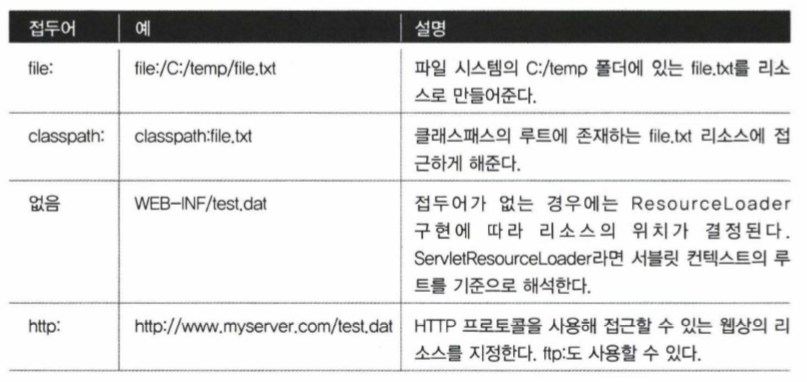 접두어 예 설명
file: file:/C:/temp/file.txt 파일 시스템의 C:/temp 폴더에 있는 file.txt를 리소
스로 만들어준다.
classpath: classpath:file.txt 클래스패스의 루트에 존재하는 file.txt 리소스에 접
근하게 해준다.
없음 WEB-INF/test.dat 접두어가 없는 경우에는 ResourceLoader
구현에 따라 리소스의 위치가 결정된다.
ServletResourceLoader라면 서블릿 컨텍스트의 루
트를 기준으로 해석한다.
http: http://www.myserver.com/test.dat HTTP 프로토콜을 사용해 접근할 수 있는 웹상의 리
소스를 지정한다. ftp:도 사용할 수 있다.